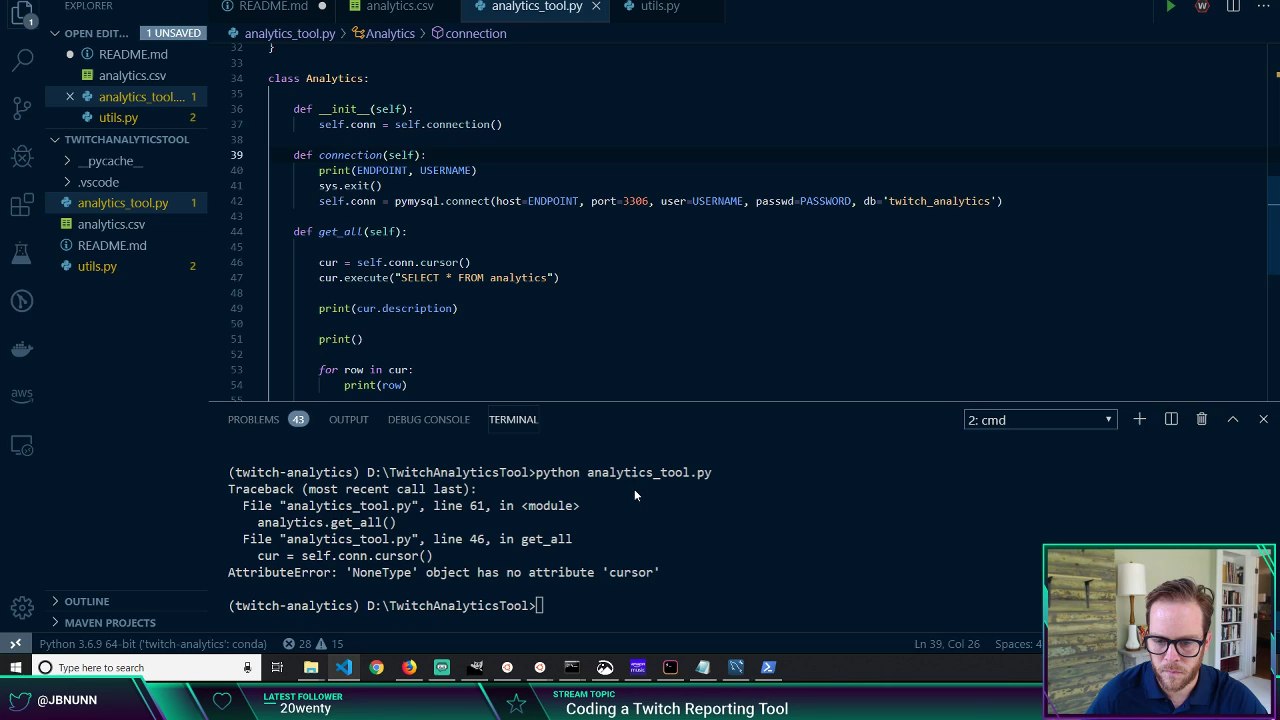 EXPLORER
README.md
analytics.csv
analytics_tool.py
utils.py
1
OPEN EDIT...
1 UNSAVED
README.md
analytics.csv
analytics_tool.... 1
utils.py 2
TWITCHANALYTICSTOOL
__pycache__
.vscode
analytics_tool.py 1
analytics.csv
README.md
utils.py 2
OUTLINE
MAVEN PROJECTS
aws
analytics_tool.py > Analytics > connection
32 }
33
34 class Analytics:
35
36 def __init__(self):
37 self.conn = self.connection()
38
39 def connection(self):
40 print(ENDPOINT, USERNAME)
41 sys.exit()
42 self.conn = pymysql.connect(host=ENDPOINT, port=3306, user=USERNAME, passwd=PASSWORD, db='twitch_analytics')
43
44 def get_all(self):
45
46 cur = self.conn.cursor()
47 cur.execute("SELECT * FROM analytics")
48
49 print(cur.description)
50
51 print()
52
53 for row in cur:
54 print(row)
55
PROBLEMS 43 OUTPUT DEBUG CONSOLE TERMINAL
2: cmd
(twitch-analytics) D:\TwitchAnalyticsTool>python analytics_tool.py
Traceback (most recent call last):
File "analytics_tool.py", line 61, in <module>
analytics.get_all()
File "analytics_tool.py", line 46, in get_all
cur = self.conn.cursor()
AttributeError: 'NoneType' object has no attribute 'cursor'
(twitch-analytics) D:\TwitchAnalyticsTool>
Python 3.6.9 64-bit ('twitch-analytics': conda) 28 15
Ln 39, Col 26 Spaces: 4
Type here to search
@JBNUNN
LATEST FOLLOWER
20wenty
STREAM TOPIC
Coding a Twitch Reporting Tool